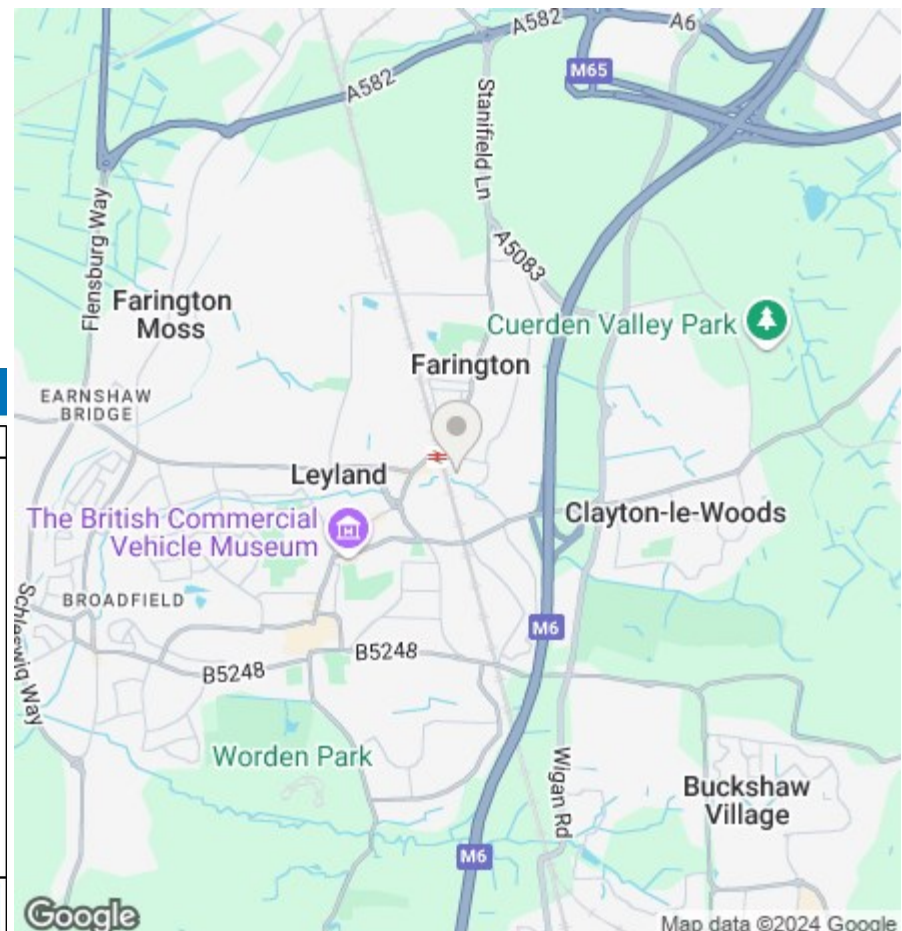 A582
A6
A582
M65
Stanifield Ln
Flensburg Way
A5083
Farington
Moss
Cuerden Valley Park
Farington
EARNSHAW
BRIDGE
Leyland
The British Commercial
Vehicle Museum
Clayton-le-Woods
BROADFIELD
Schleswig Way
M6
B5248
B5248
Worden Park
Wigan Rd
Buckshaw
Village
M6
Google
Map data ©2024 Google